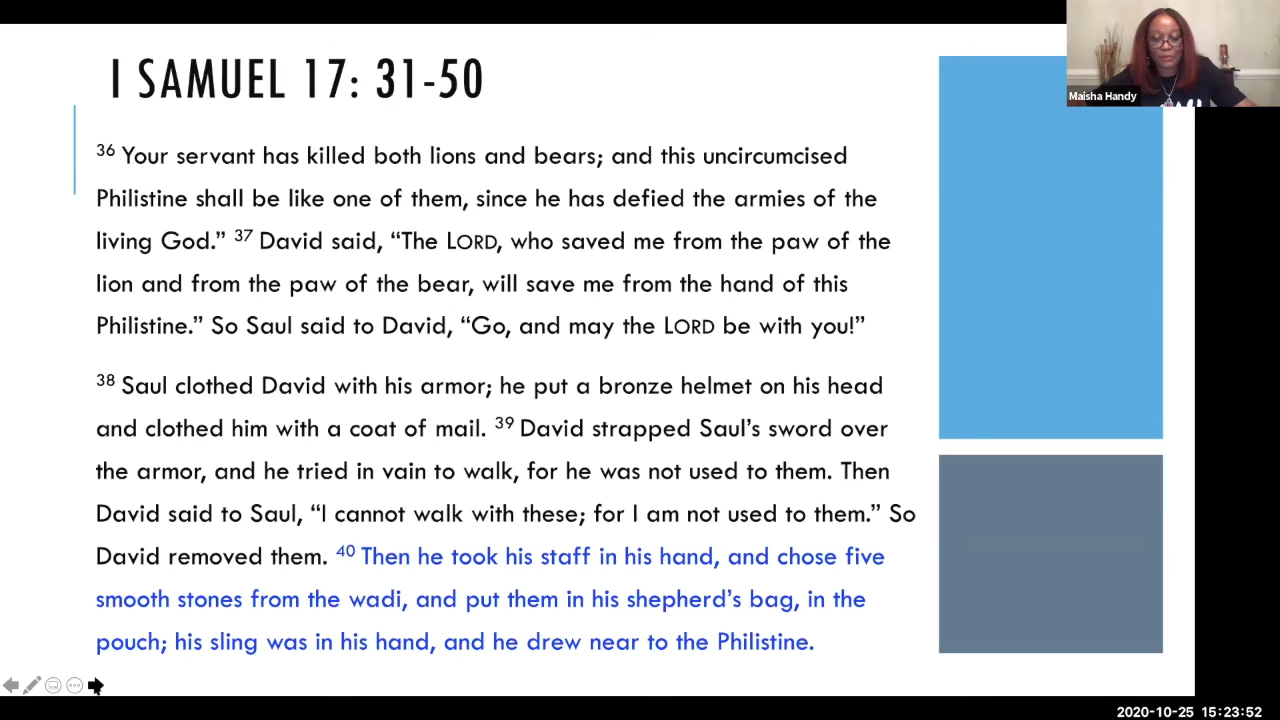 I SAMUEL 17: 31-50
Maisha Handy
36 Your servant has killed both lions and bears; and this uncircumcised
Philistine shall be like one of them, since he has defied the armies of the
living God.” 37 David said, “The LORD, who saved me from the paw of the
lion and from the paw of the bear, will save me from the hand of this
Philistine.” So Saul said to David, “Go, and may the LORD be with you!”
38 Saul clothed David with his armor; he put a bronze helmet on his head
and clothed him with a coat of mail. 39 David strapped Saul’s sword over
the armor, and he tried in vain to walk, for he was not used to them. Then
David said to Saul, “I cannot walk with these; for I am not used to them.” So
David removed them. 40 Then he took his staff in his hand, and chose five
smooth stones from the wadi, and put them in his shepherd’s bag, in the
pouch; his sling was in his hand, and he drew near to the Philistine.
2020-10-25 15:23:52